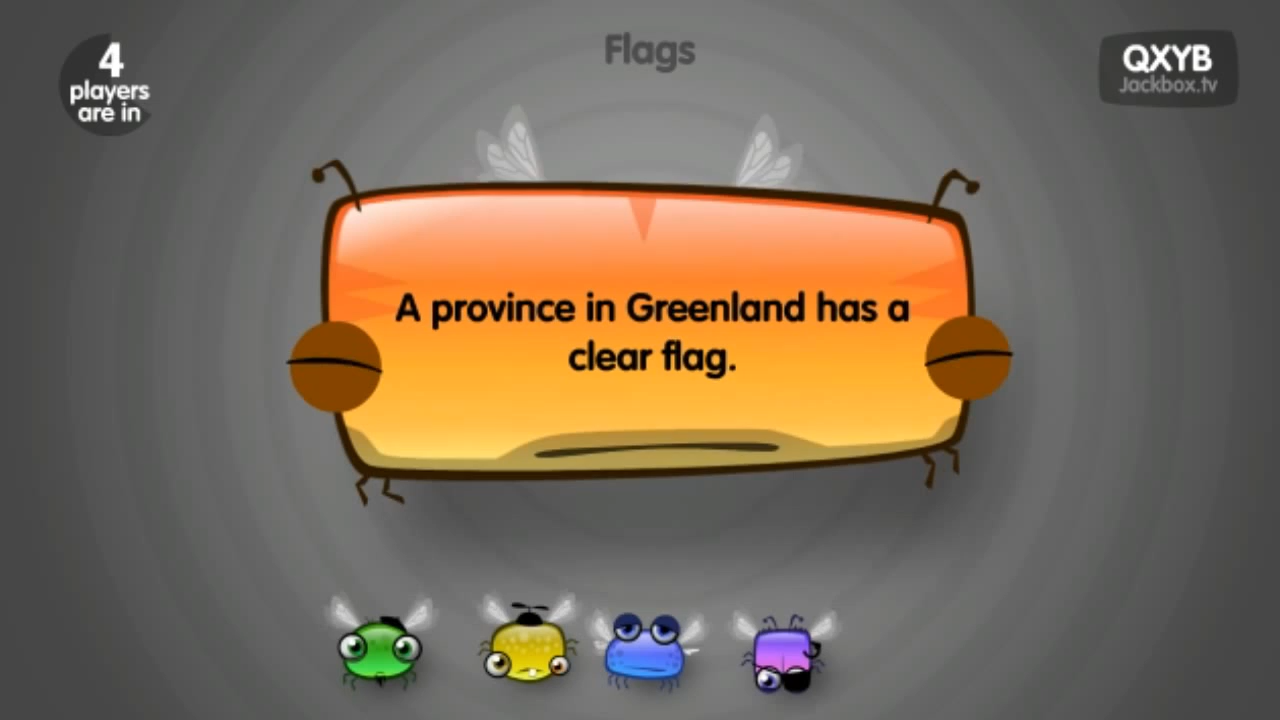 4
players
are in
Flags
QXYB
Jackbox.tv
A province in Greenland has a
clear flag.